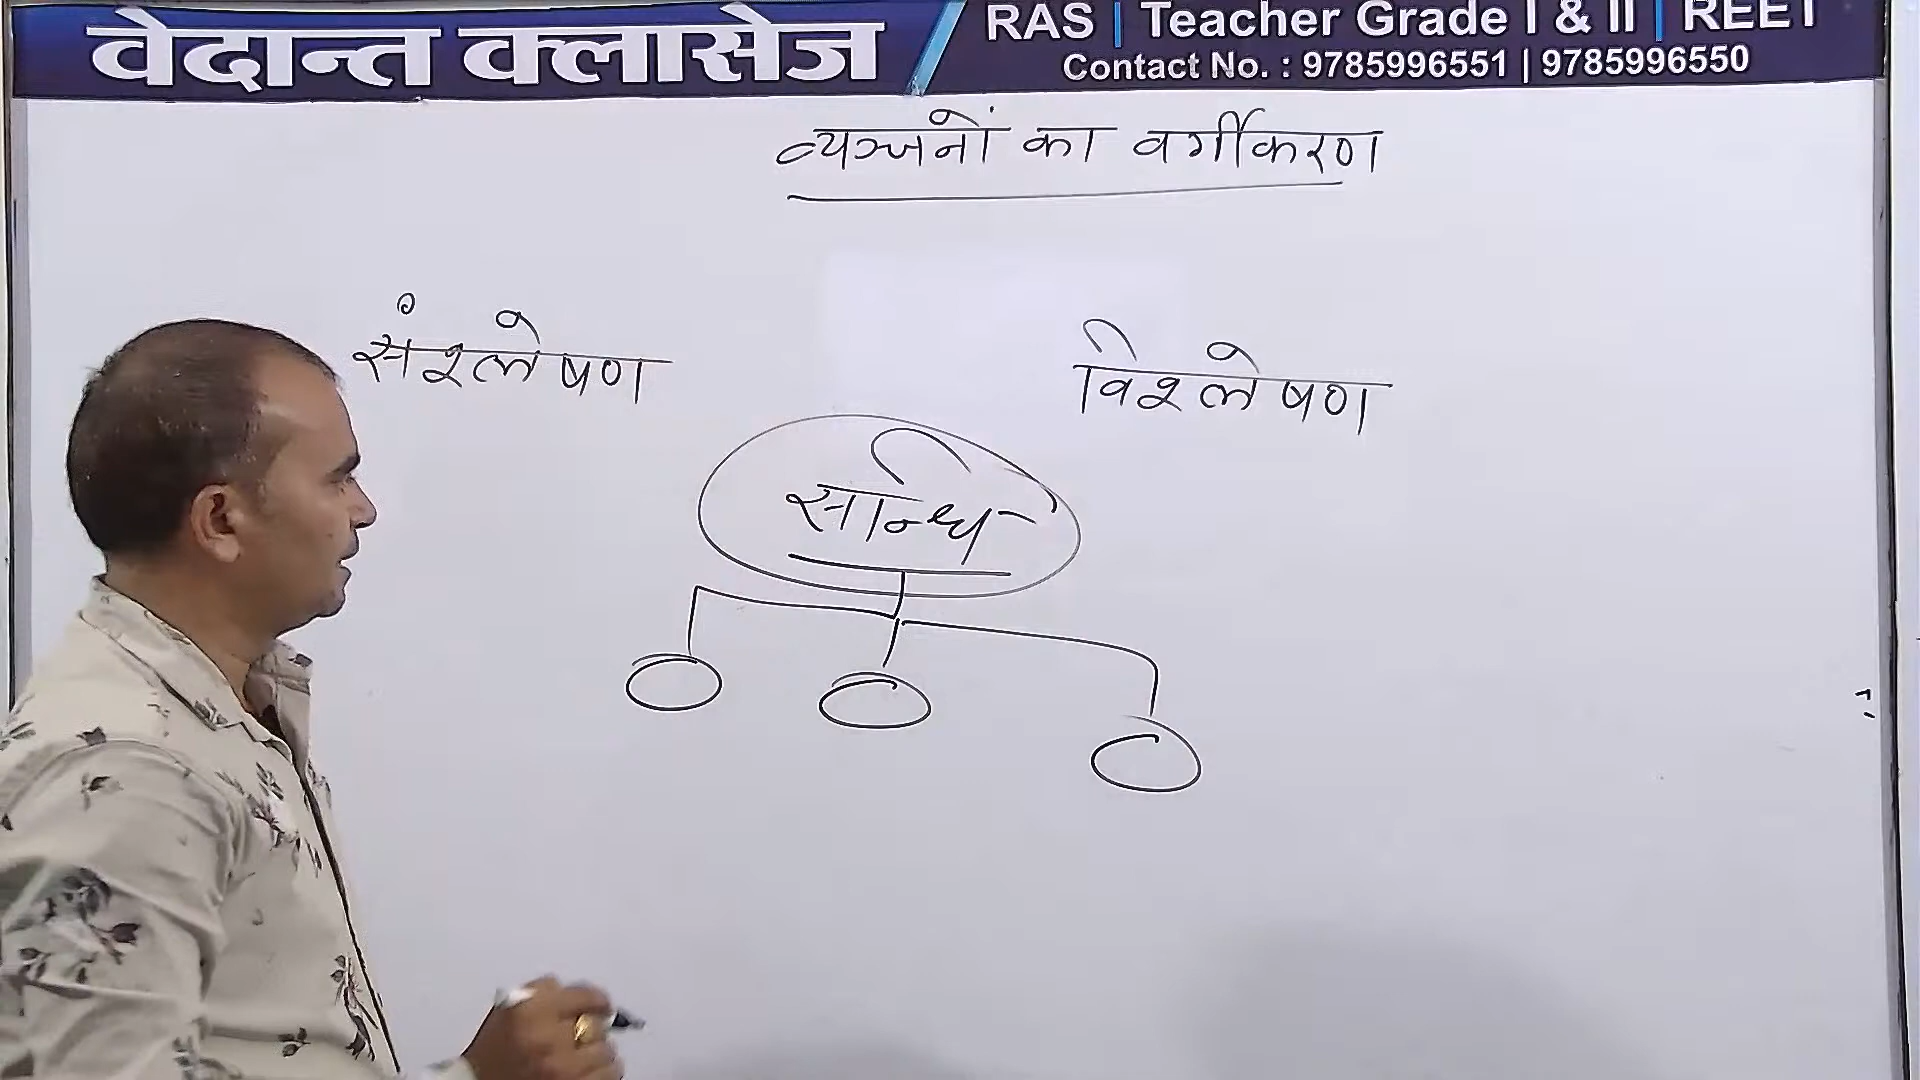 वेदान्त क्लासेज
RAS | Teacher Grade I & II | REET
Contact No. : 9785996551 | 9785996550
व्यञ्जनों का वर्गीकरण
संश्लेषण
विश्लेषण
सन्धि